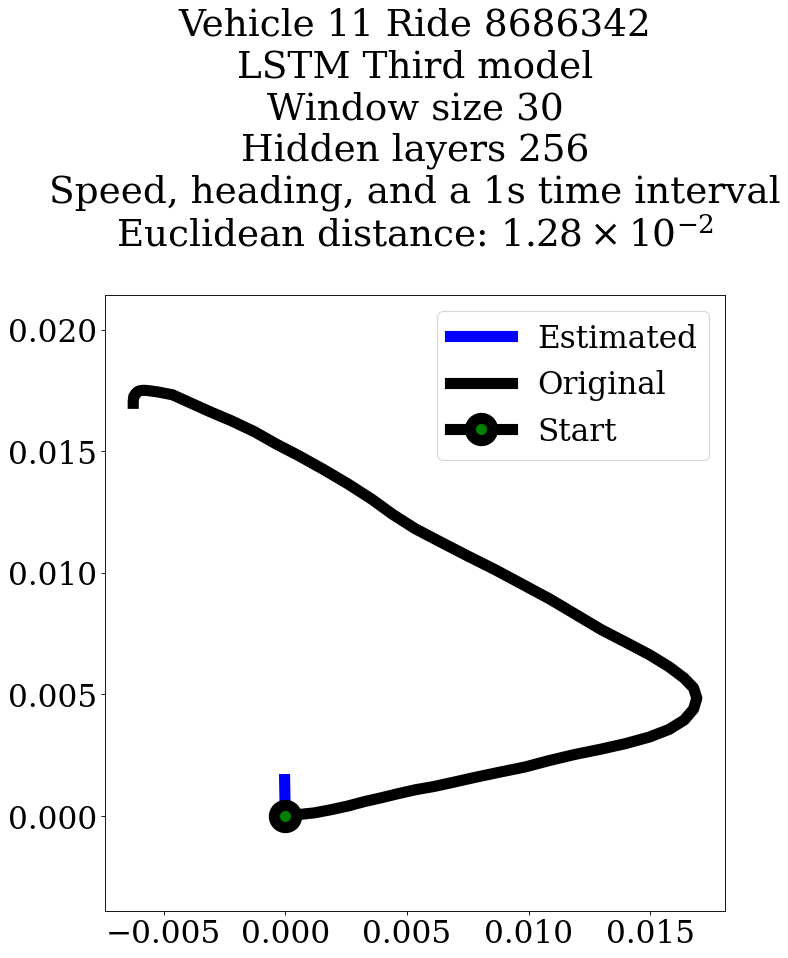 Vehicle 11 Ride 8686342
LSTM Third model
Window size 30
Hidden layers 256
Speed, heading, and a 1s time interval
Euclidean distance: 1.28 × 10⁻²
Estimated
Original
Start
0.020
0.015
0.010
0.005
0.000
−0.005 0.000 0.005 0.010 0.015